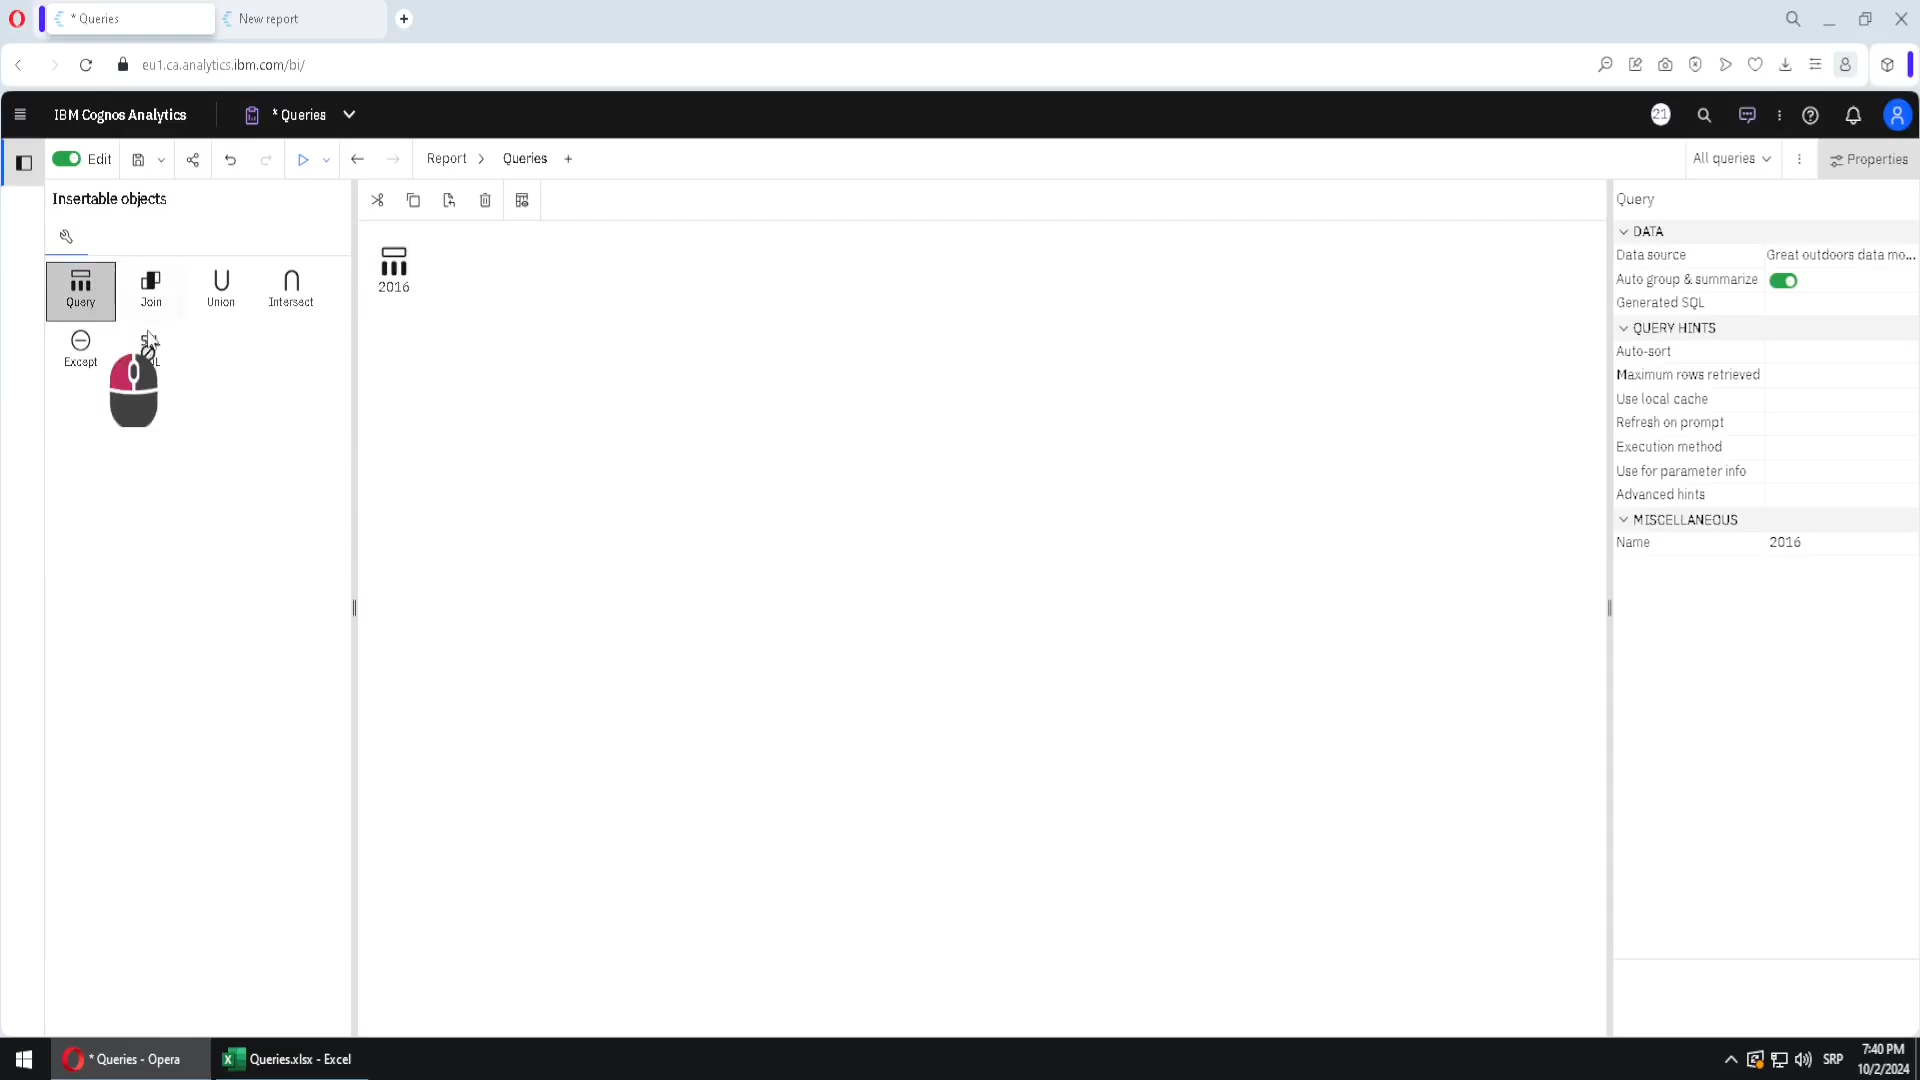 * Queries
New report
eu1.ca.analytics.ibm.com/bi/
IBM Cognos Analytics
* Queries
21
Edit
Report
Queries
All queries
Properties
Insertable objects
Query
Join
Union
Intersect
Except
2016
Query
DATA
Data source
Great outdoors data mo...
Auto group & summarize
Generated SQL
QUERY HINTS
Auto-sort
Maximum rows retrieved
Use local cache
Refresh on prompt
Execution method
Use for parameter info
Advanced hints
MISCELLANEOUS
Name
2016
* Queries - Opera
Queries.xlsx - Excel
SRP
7:40 PM
10/2/2024